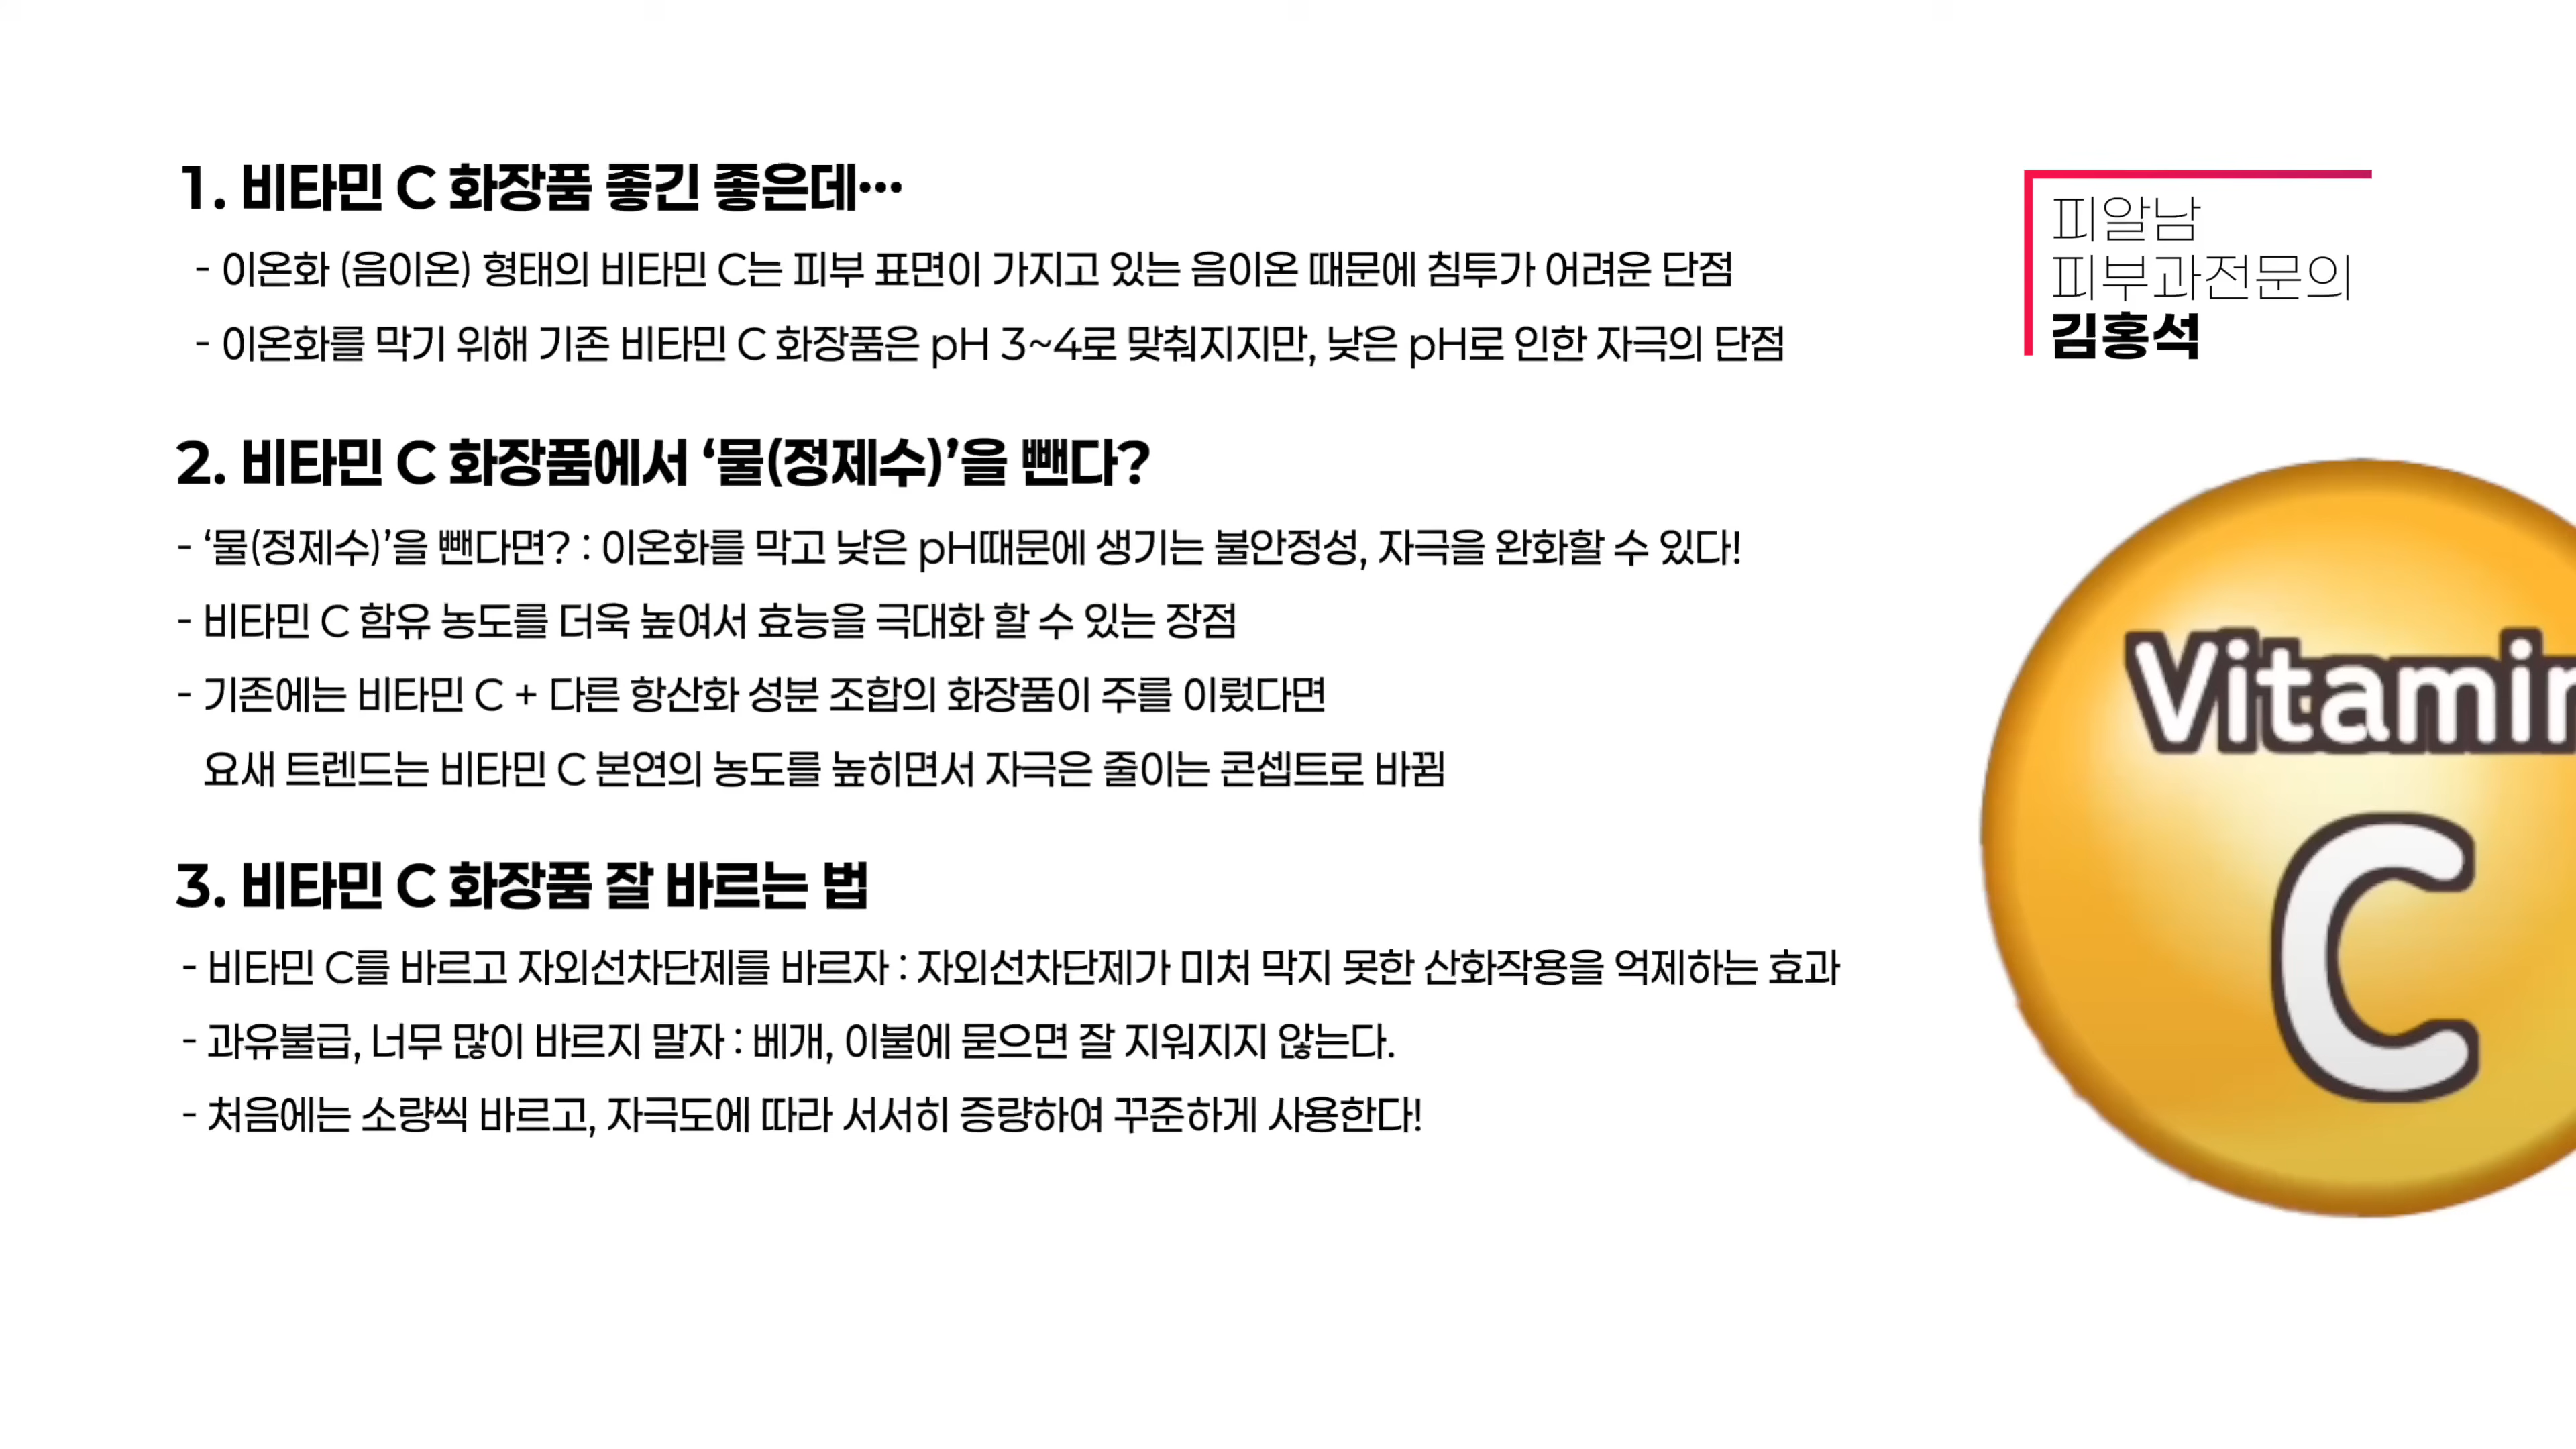 1. 비타민 C 화장품 좋긴 좋은데…
- 이온화 (음이온) 형태의 비타민 C는 피부 표면이 가지고 있는 음이온 때문에 침투가 어려운 단점
- 이온화를 막기 위해 기존 비타민 C 화장품은 pH 3~4로 맞춰지지만, 낮은 pH로 인한 자극의 단점
2. 비타민 C 화장품에서 ‘물(정제수)’을 뺀다?
- ‘물(정제수)’을 뺀다면? : 이온화를 막고 낮은 pH때문에 생기는 불안정성, 자극을 완화할 수 있다!
- 비타민 C 함유 농도를 더욱 높여서 효능을 극대화 할 수 있는 장점
- 기존에는 비타민 C + 다른 항산화 성분 조합의 화장품이 주를 이뤘다면
요새 트렌드는 비타민 C 본연의 농도를 높히면서 자극은 줄이는 콘셉트로 바뀜
3. 비타민 C 화장품 잘 바르는 법
- 비타민 C를 바르고 자외선차단제를 바르자 : 자외선차단제가 미처 막지 못한 산화작용을 억제하는 효과
- 과유불급, 너무 많이 바르지 말자 : 베개, 이불에 묻으면 잘 지워지지 않는다.
- 처음에는 소량씩 바르고, 자극도에 따라 서서히 증량하여 꾸준하게 사용한다!
피알남
피부과전문의
김홍석
Vitamin
C